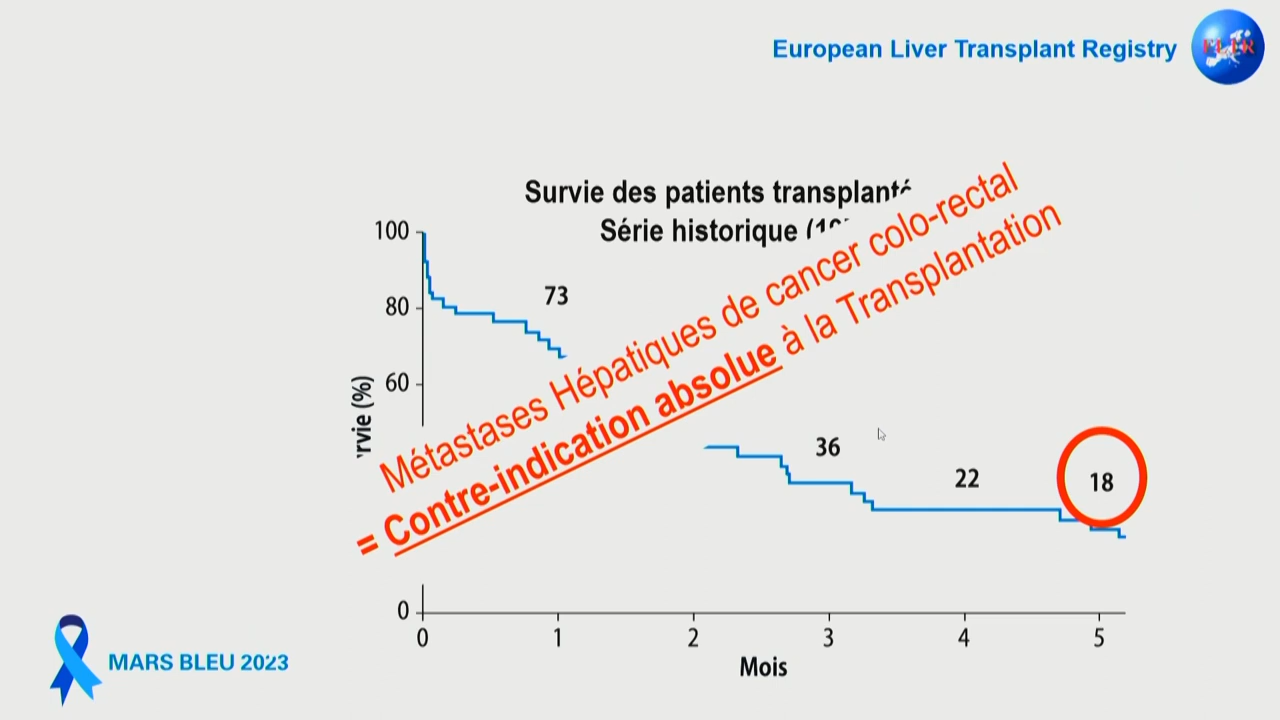 European Liver Transplant Registry
ELTR
Survie des patients
Série historique
100
80
60
0
73
36
22
18
Métastases Hépatiques de cancer colo-rectal
= Contre-indication absolue à la Transplantation
0 1 2 3 4 5
Mois
(%)
MARS BLEU 2023